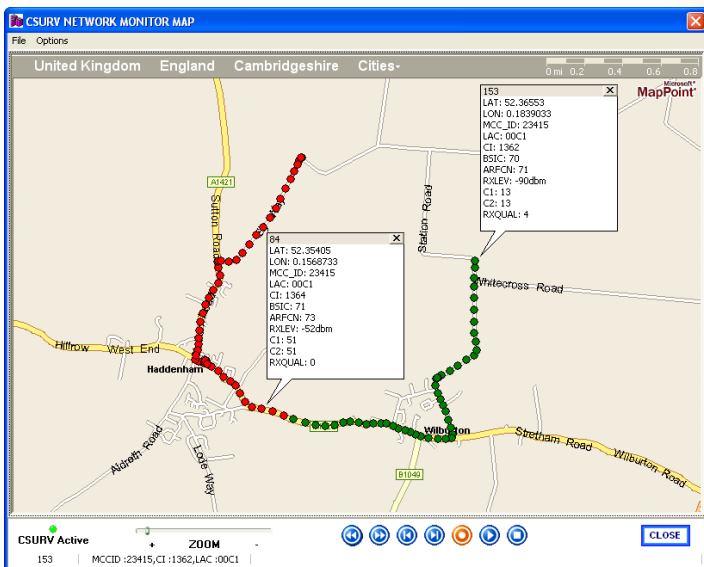 CSURV NETWORK MONITOR MAP
File Options
United Kingdom England Cambridgeshire Cities-
0 mi 0.2 0.4 0.6 0.8
Microsoft®
MapPoint®
153
LAT: 52.36553
LON: 0.1839033
MCC_ID: 23415
LAC: 00C1
CI: 1362
BSIC: 70
ARFCN: 71
RXLEV: -90dbm
C1: 13
C2: 13
RXQUAL: 4
A1421
Sutton Road
Station Road
84
LAT: 52.35405
LON: 0.1568733
MCC_ID: 23415
LAC: 00C1
CI: 1364
BSIC: 71
ARFCN: 73
RXLEV: -52dbm
C1: 51
C2: 51
RXQUAL: 0
Whitecross Road
Hillrow West End
Haddenham
Aldreth Road
Lode Way
Wilburton
Stretham Road
Wilburton Road
B1049
CSURV Active
+ ZOOM -
CLOSE
153 MCCID :23415,CI :1362,LAC :00C1